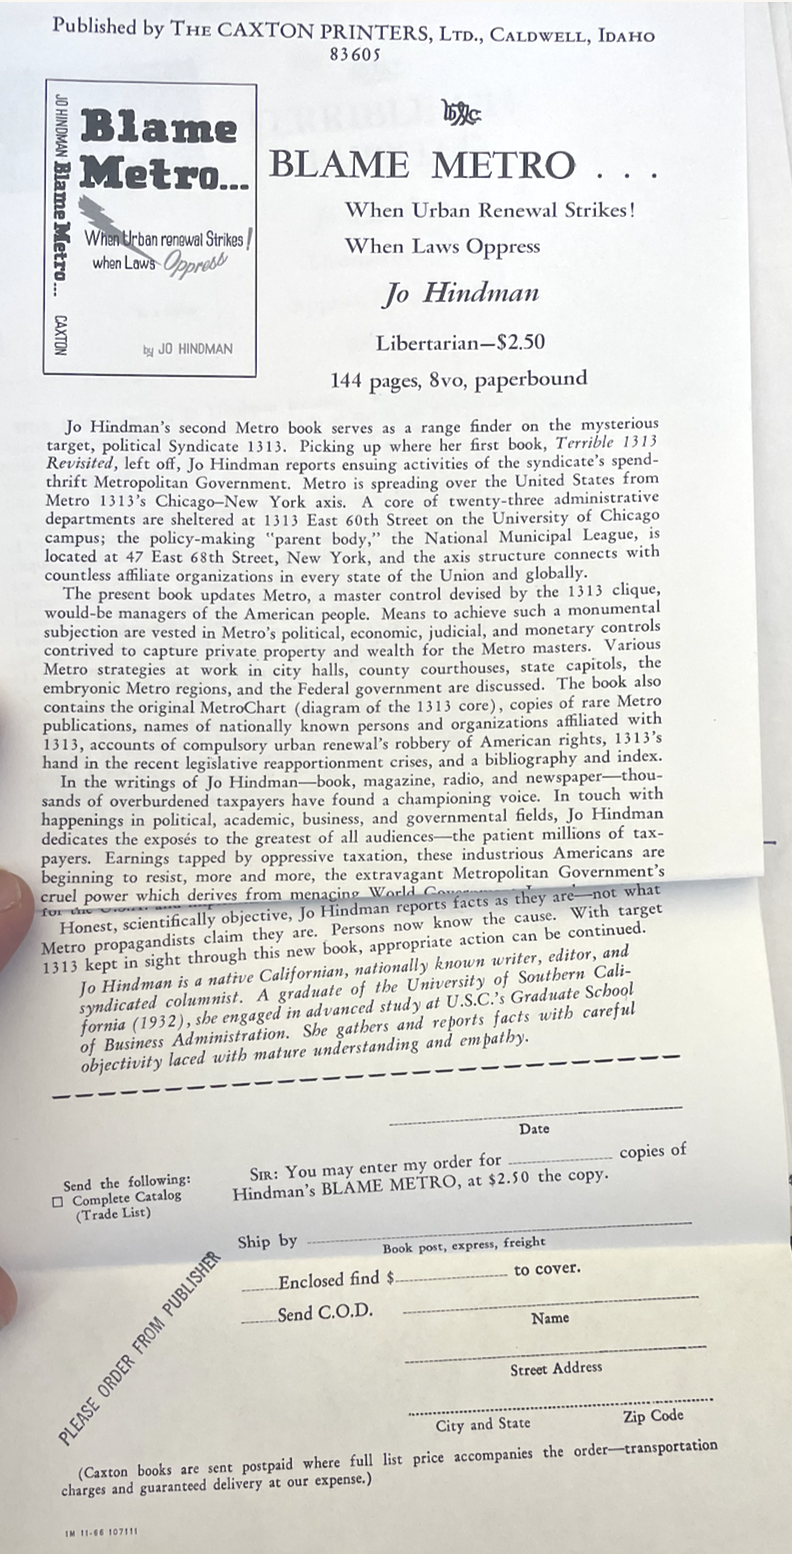 Published by THE CAXTON PRINTERS, LTD., CALDWELL, IDAHO
83605
JO HINDMAN Blame Metro... CAXTON
Blame
Metro...
When Urban renewal Strikes!
when Laws Oppress
by JO HINDMAN
BLAME METRO . . .
When Urban Renewal Strikes!
When Laws Oppress
Jo Hindman
Libertarian—$2.50
144 pages, 8vo, paperbound
Jo Hindman's second Metro book serves as a range finder on the mysterious
target, political Syndicate 1313. Picking up where her first book, Terrible 1313
Revisited, left off, Jo Hindman reports ensuing activities of the syndicate's spend-
thrift Metropolitan Government. Metro is spreading over the United States from
Metro 1313's Chicago–New York axis. A core of twenty-three administrative
departments are sheltered at 1313 East 60th Street on the University of Chicago
campus; the policy-making "parent body," the National Municipal League, is
located at 47 East 68th Street, New York, and the axis structure connects with
countless affiliate organizations in every state of the Union and globally.
The present book updates Metro, a master control devised by the 1313 clique,
would-be managers of the American people. Means to achieve such a monumental
subjection are vested in Metro's political, economic, judicial, and monetary controls
contrived to capture private property and wealth for the Metro masters. Various
Metro strategies at work in city halls, county courthouses, state capitols, the
embryonic Metro regions, and the Federal government are discussed. The book also
contains the original MetroChart (diagram of the 1313 core), copies of rare Metro
publications, names of nationally known persons and organizations affiliated with
1313, accounts of compulsory urban renewal's robbery of American rights, 1313's
hand in the recent legislative reapportionment crises, and a bibliography and index.
In the writings of Jo Hindman—book, magazine, radio, and newspaper—thou-
sands of overburdened taxpayers have found a championing voice. In touch with
happenings in political, academic, business, and governmental fields, Jo Hindman
dedicates the exposés to the greatest of all audiences—the patient millions of tax-
payers. Earnings tapped by oppressive taxation, these industrious Americans are
beginning to resist, more and more, the extravagant Metropolitan Government's
cruel power which derives from menacing World
for the
Honest, scientifically objective, Jo Hindman reports facts as they are—not what
Metro propagandists claim they are. Persons now know the cause. With target
1313 kept in sight through this new book, appropriate action can be continued.
Jo Hindman is a native Californian, nationally known writer, editor, and
syndicated columnist. A graduate of the University of Southern Cali-
fornia (1932), she engaged in advanced study at U.S.C.'s Graduate School
of Business Administration. She gathers and reports facts with careful
objectivity laced with mature understanding and empathy.
Date
Send the following:
☐ Complete Catalog
(Trade List)
SIR: You may enter my order for copies of
Hindman's BLAME METRO, at $2.50 the copy.
Ship by
Book post, express, freight
Enclosed find $ to cover.
Send C.O.D.
Name
Street Address
City and State Zip Code
PLEASE ORDER FROM PUBLISHER
(Caxton books are sent postpaid where full list price accompanies the order—transportation
charges and guaranteed delivery at our expense.)
1M 11-66 107111